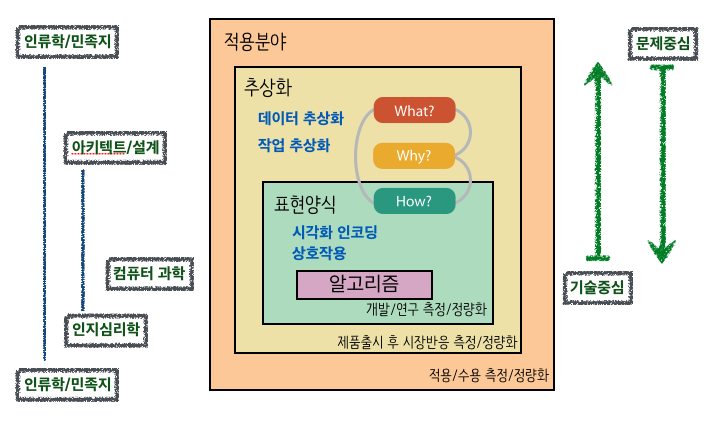 인류학/민족지
아키텍트/설계
컴퓨터 과학
인지심리학
인류학/민족지
적용분야
추상화
데이터 추상화
작업 추상화
What?
Why?
How?
표현양식
시각화 인코딩
상호작용
알고리즘
개발/연구 측정/정량화
제품출시 후 시장반응 측정/정량화
적용/수용 측정/정량화
문제중심
기술중심